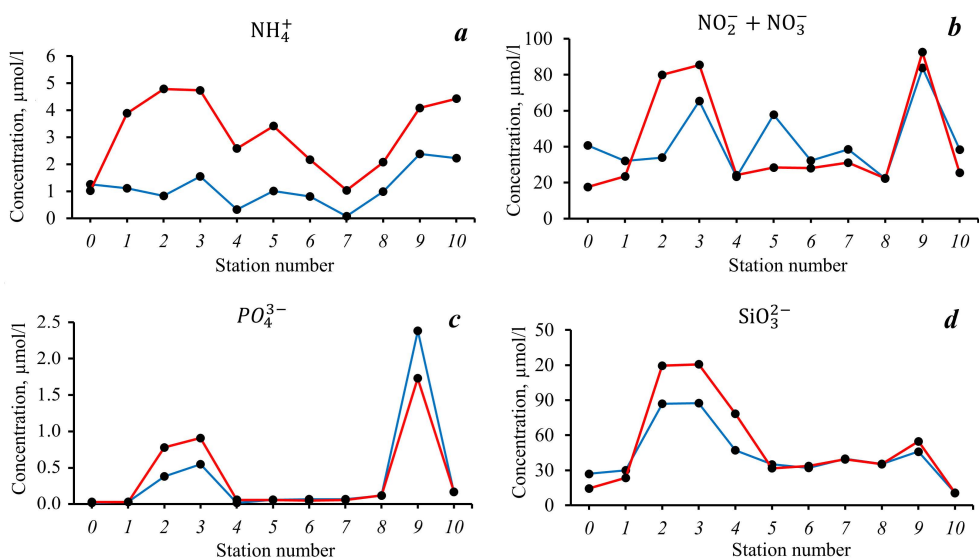 NH₄⁺ a
Concentration, μmol/l
6
5
4
3
2
1
0
0 1 2 3 4 5 6 7 8 9 10
Station number
NO₂⁻ + NO₃⁻ b
Concentration, μmol/l
100
80
60
40
20
0
0 1 2 3 4 5 6 7 8 9 10
Station number
PO₄³⁻ c
Concentration, μmol/l
2.5
2.0
1.5
1.0
0.5
0.0
0 1 2 3 4 5 6 7 8 9 10
Station number
SiO₃²⁻ d
Concentration, μmol/l
50
20
90
60
30
0
0 1 2 3 4 5 6 7 8 9 10
Station number